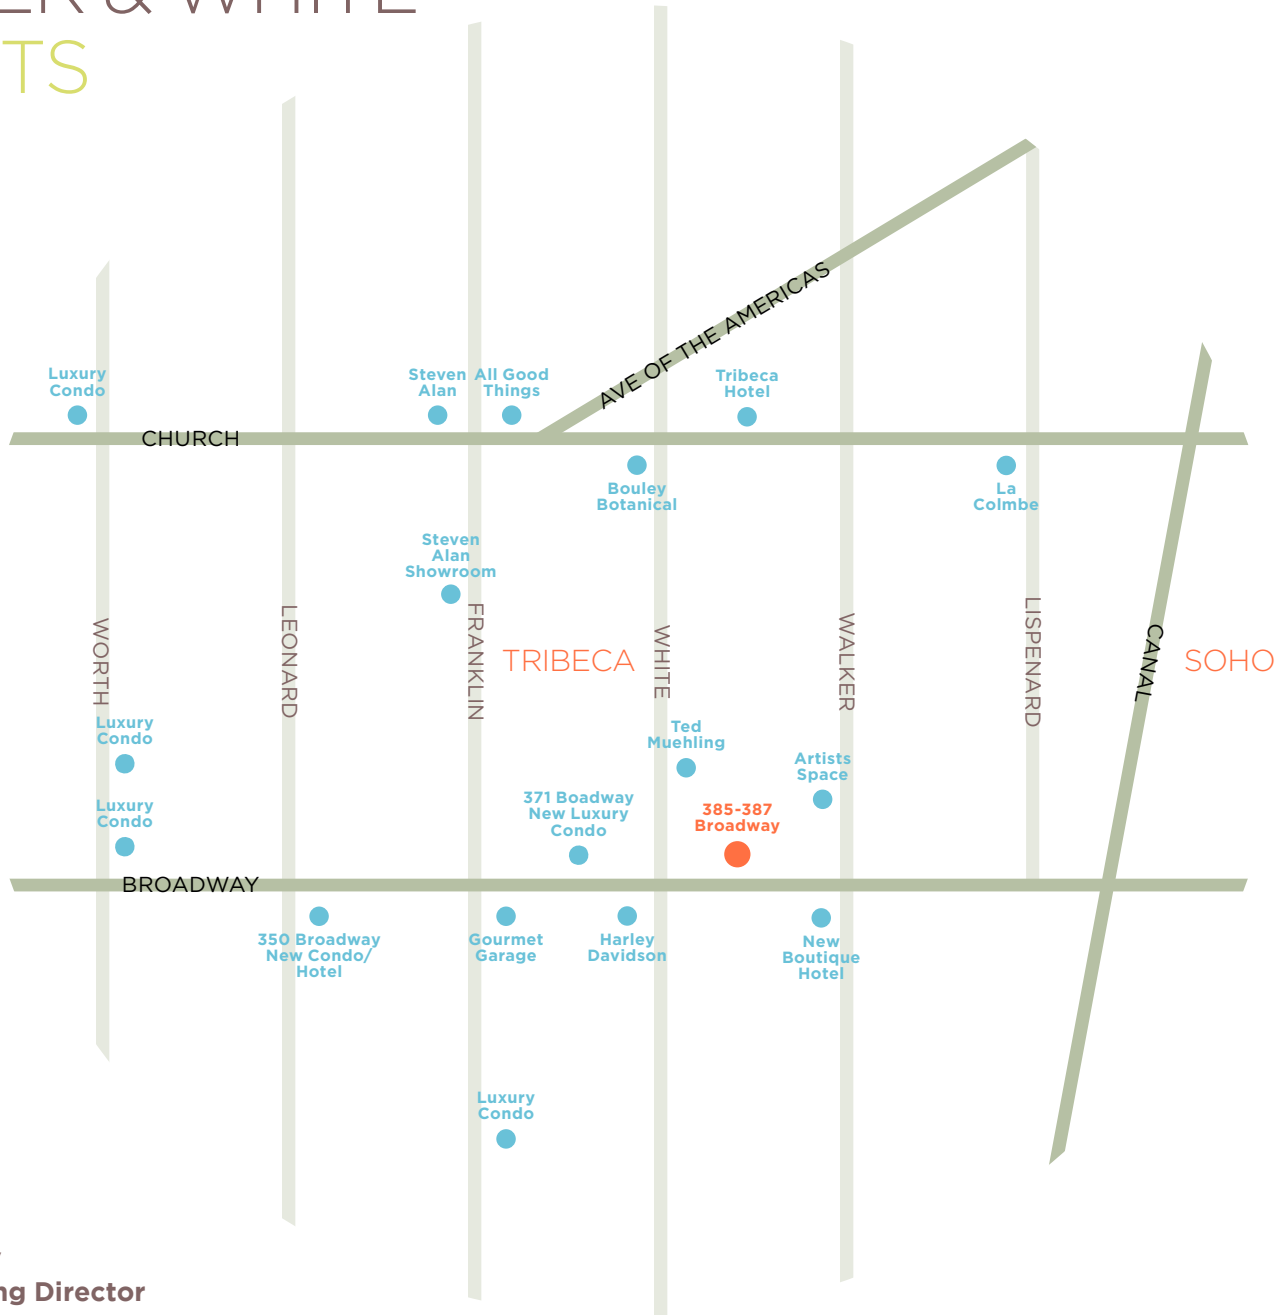 ER & WHITE
TS
AVE OF THE AMERICAS
Luxury
Condo
Steven
Alan
All Good
Things
Tribeca
Hotel
CHURCH
Bouley
Botanical
La
Colmbe
Steven
Alan
Showroom
WORTH
LEONARD
FRANKLIN
TRIBECA
WHITE
WALKER
LISPENARD
CANAL
SOHO
Luxury
Condo
Ted
Muehling
Artists
Space
Luxury
Condo
371 Boadway
New Luxury
Condo
385-387
Broadway
BROADWAY
350 Broadway
New Condo/
Hotel
Gourmet
Garage
Harley
Davidson
New
Boutique
Hotel
Luxury
Condo
ng Director